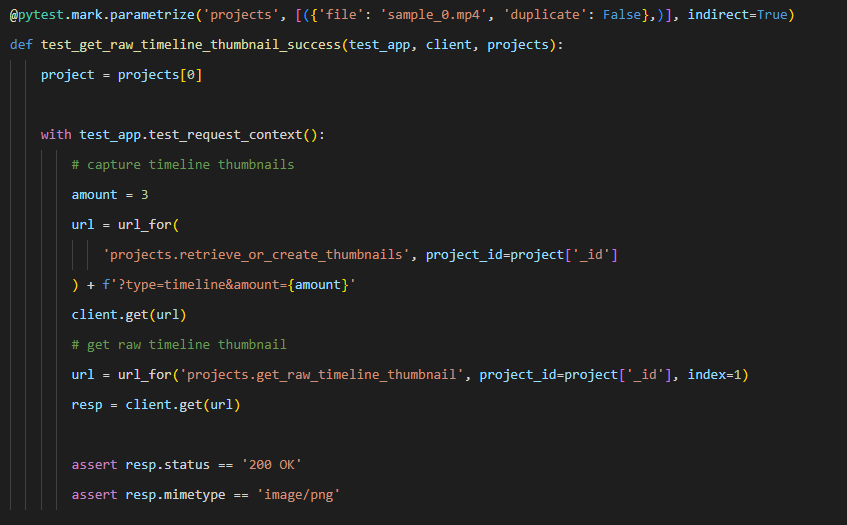 @pytest.mark.parametrize('projects', [({'file': 'sample_0.mp4', 'duplicate': False},)], indirect=True)
def test_get_raw_timeline_thumbnail_success(test_app, client, projects):
project = projects[0]
with test_app.test_request_context():
# capture timeline thumbnails
amount = 3
url = url_for(
'projects.retrieve_or_create_thumbnails', project_id=project['_id']
) + f'?type=timeline&amount={amount}'
client.get(url)
# get raw timeline thumbnail
url = url_for('projects.get_raw_timeline_thumbnail', project_id=project['_id'], index=1)
resp = client.get(url)
assert resp.status == '200 OK'
assert resp.mimetype == 'image/png'